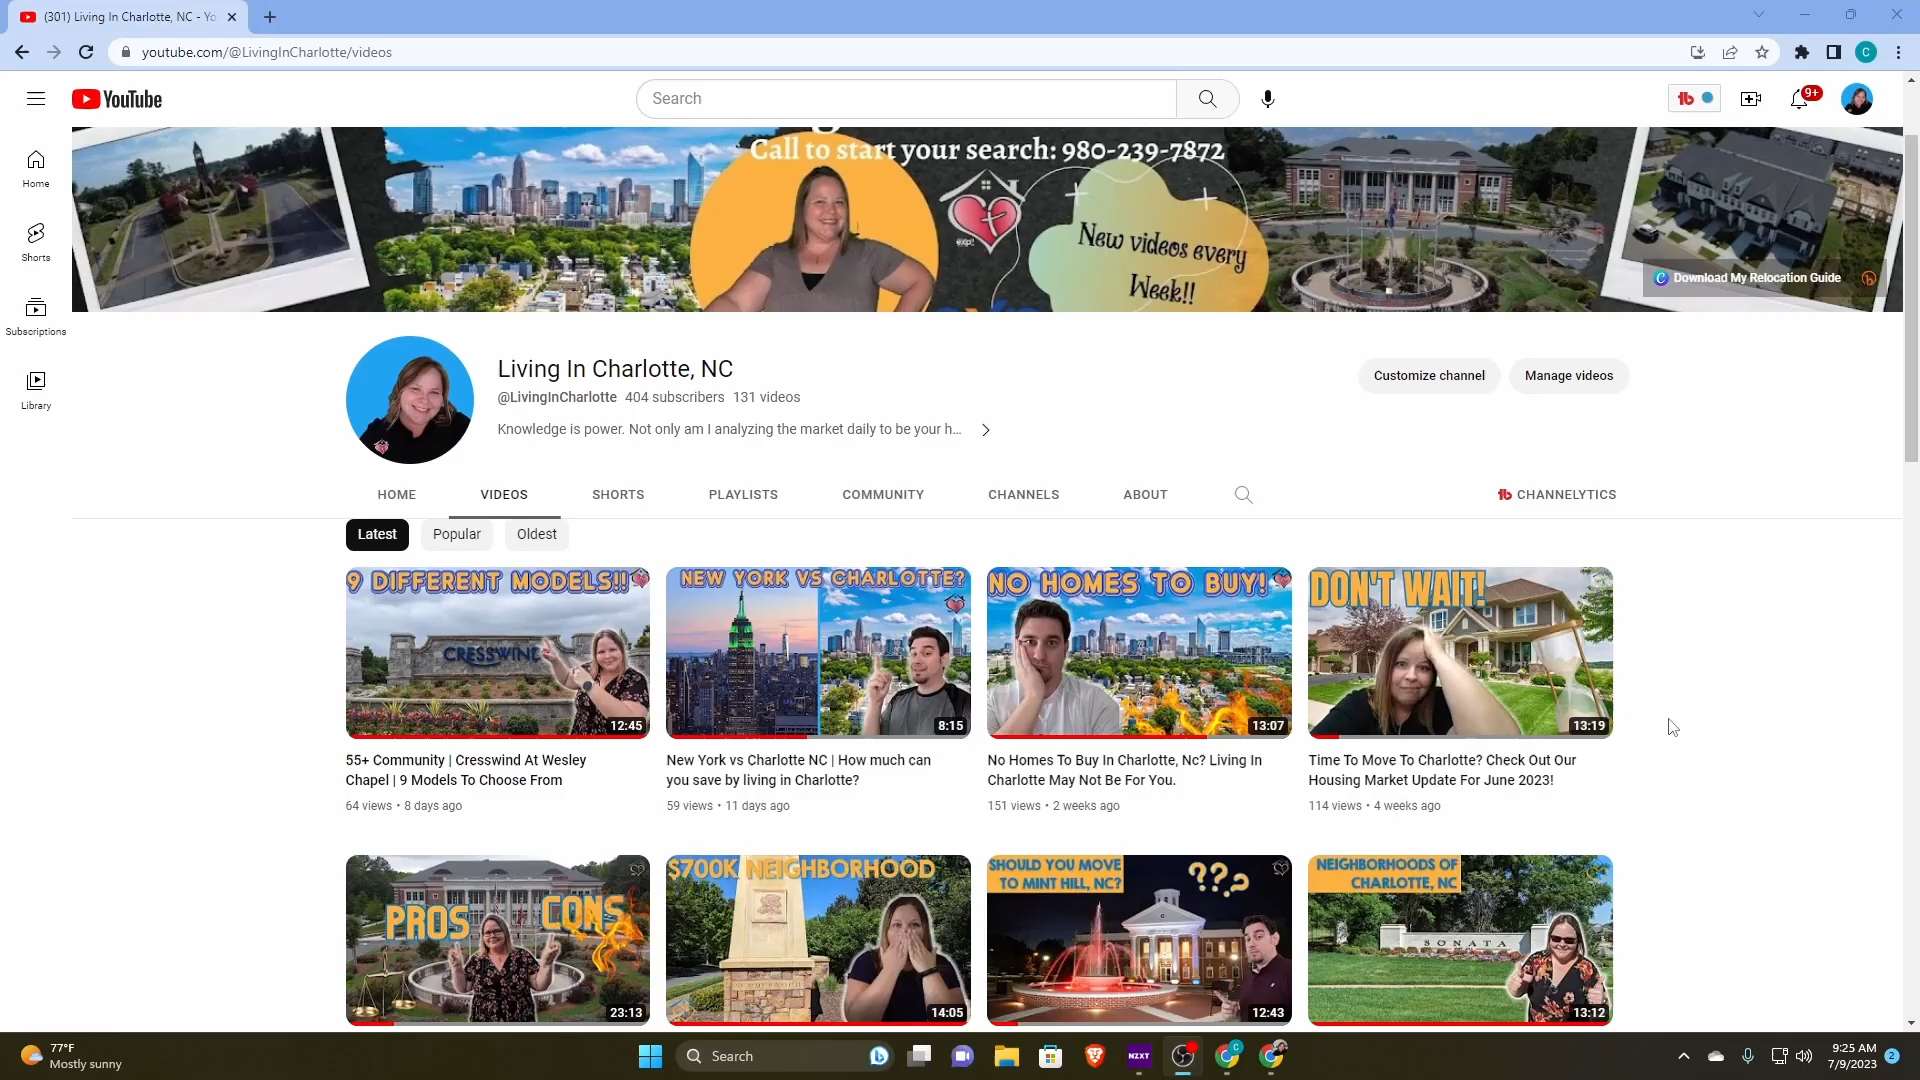 (301) Living In Charlotte, NC - Yo
youtube.com/@LivingInCharlotte/videos
C
YouTube
Search
tb
9+
Home
Shorts
Subscriptions
Library
Call to start your search: 980-239-7872
New videos every
Week!!
Download My Relocation Guide
Living In Charlotte, NC
@LivingInCharlotte 404 subscribers 131 videos
Knowledge is power. Not only am I analyzing the market daily to be your h...
Customize channel
Manage videos
HOME
VIDEOS
SHORTS
PLAYLISTS
COMMUNITY
CHANNELS
ABOUT
tb CHANNELYTICS
Latest
Popular
Oldest
9 DIFFERENT MODELS!!
CRESSWIND
12:45
55+ Community | Cresswind At Wesley
Chapel | 9 Models To Choose From
64 views • 8 days ago
NEW YORK VS CHARLOTTE?
8:15
New York vs Charlotte NC | How much can
you save by living in Charlotte?
59 views • 11 days ago
NO HOMES TO BUY!
13:07
No Homes To Buy In Charlotte, Nc? Living In
Charlotte May Not Be For You.
151 views • 2 weeks ago
DON'T WAIT!
13:19
Time To Move To Charlotte? Check Out Our
Housing Market Update For June 2023!
114 views • 4 weeks ago
PROS
CONS
23:13
$700K NEIGHBORHOOD
14:05
SHOULD YOU MOVE
TO MINT HILL, NC?
???
12:43
NEIGHBORHOODS OF
CHARLOTTE, NC
SONATA
13:12
77°F
Mostly sunny
Search
NZXT
C
9:25 AM
7/9/2023
2